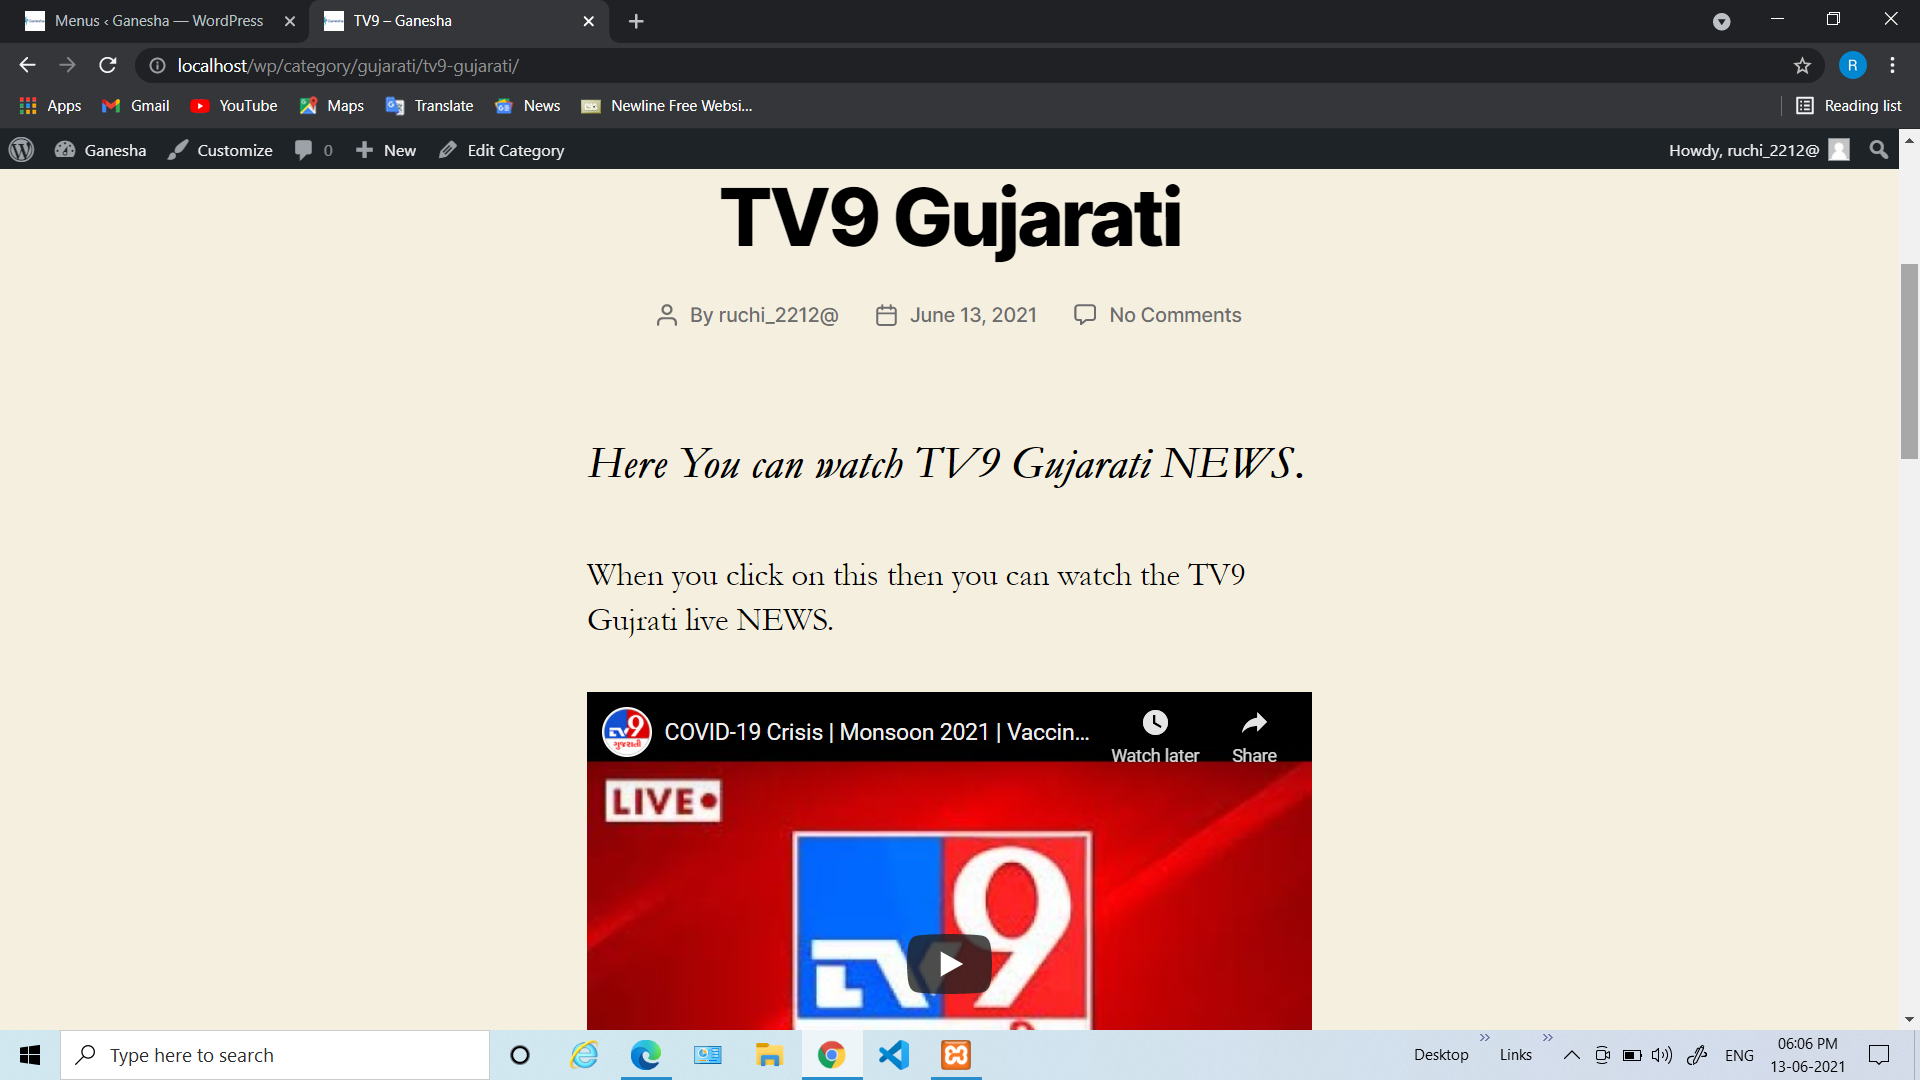 Menus ‹ Ganesha — WordPress
TV9 – Ganesha
localhost/wp/category/gujarati/tv9-gujarati/
R
Apps
Gmail
YouTube
Maps
Translate
News
Newline Free Websi...
Reading list
Ganesha
Customize
0
New
Edit Category
Howdy, ruchi_2212@
TV9 Gujarati
By ruchi_2212@
June 13, 2021
No Comments
Here You can watch TV9 Gujarati NEWS.
When you click on this then you can watch the TV9
Gujrati live NEWS.
TV9
ગુજરાતી
COVID-19 Crisis | Monsoon 2021 | Vaccin...
Watch later
Share
LIVE
TV9
Type here to search
Desktop
Links
ENG
06:06 PM
13-06-2021